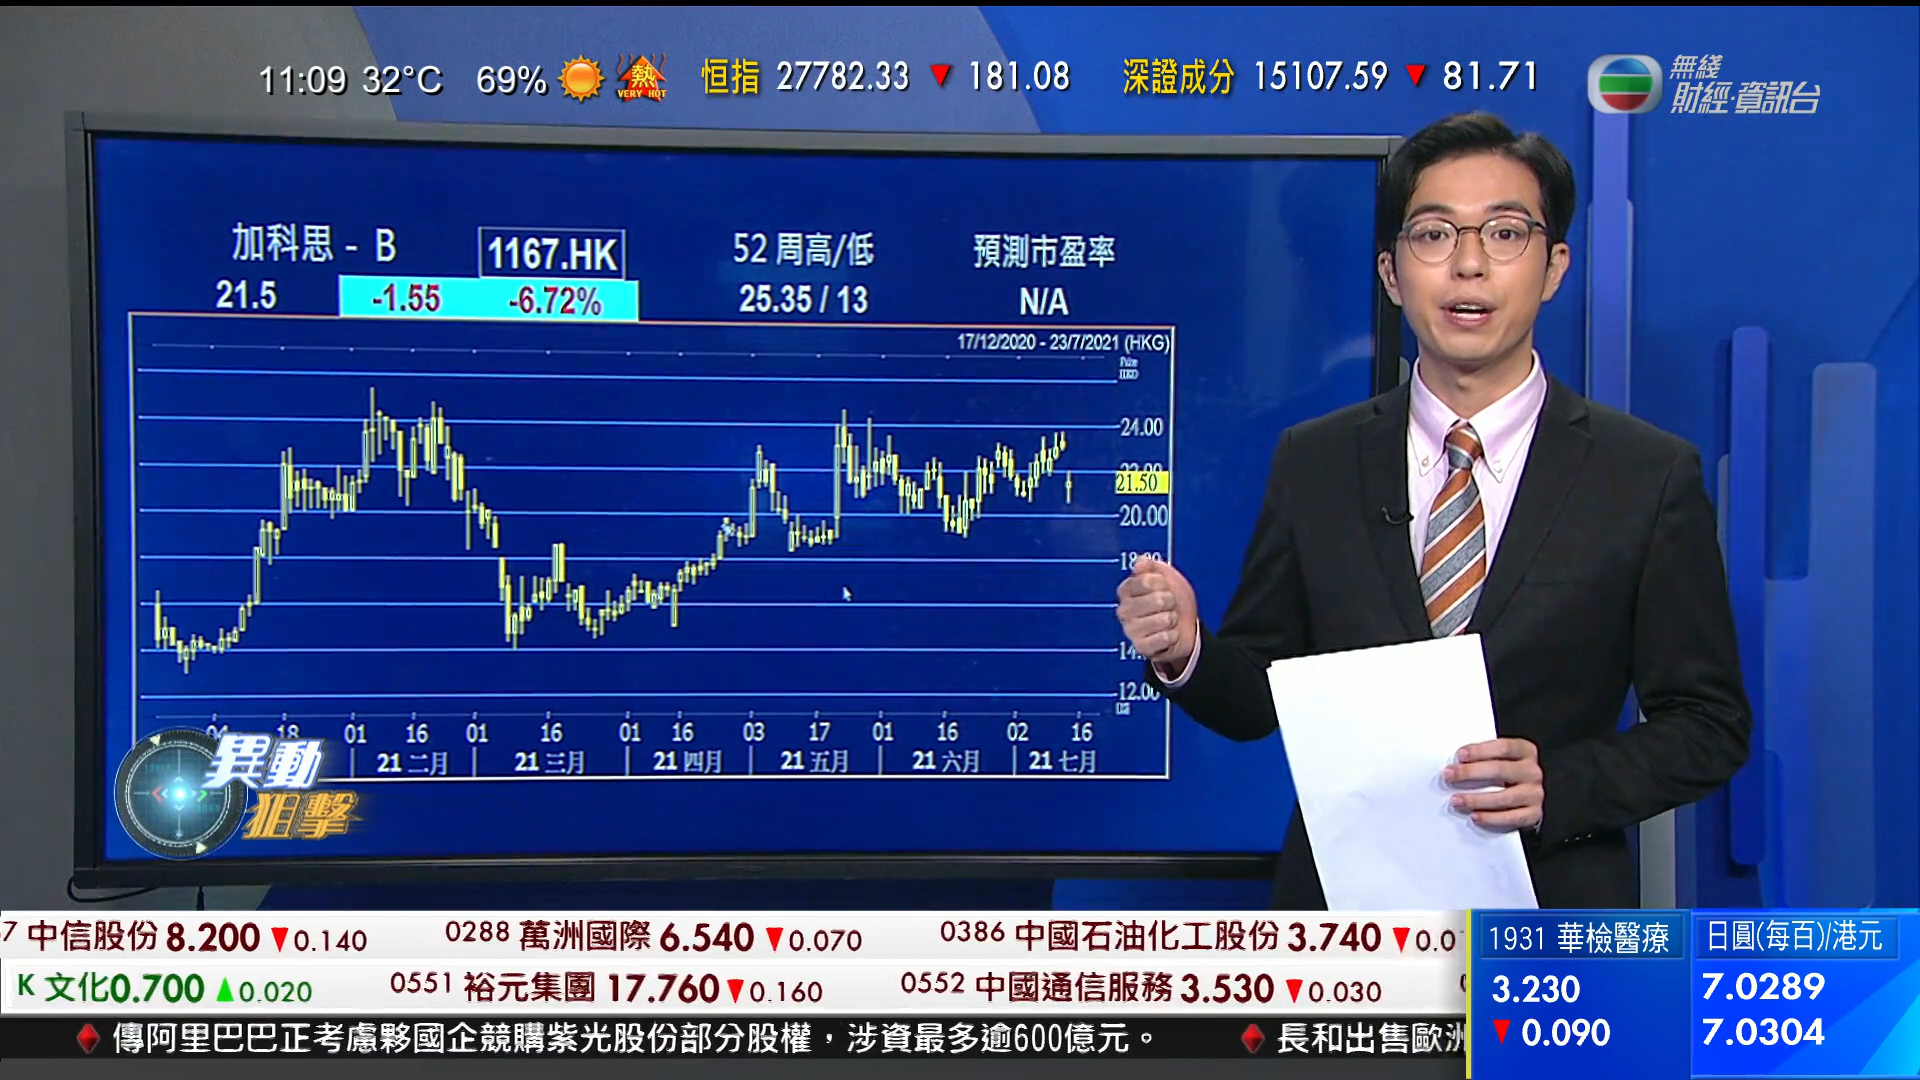 11:09 32°C 69% 熱 VERY HOT 恒指 27782.33 ▼ 181.08 深證成分 15107.59 ▼ 81.71
無綫
財經·資訊台
加科思 - B 1167.HK 52 周高/低 預測市盈率
21.5 -1.55 -6.72% 25.35 / 13 N/A
17/12/2020 - 23/7/2021 (HKG)
Price
HKD
24.00
22.00
21.50
20.00
12.00
18 01 16 01 16 01 16 03 17 01 16 02 16
21 二月 21 三月 21 四月 21 五月 21 六月 21 七月
異動
狙擊
中信股份 8.200 ▼ 0.140 0288 萬洲國際 6.540 ▼ 0.070 0386 中國石油化工股份 3.740 ▼ 0.0
K 文化 0.700 ▲ 0.020 0551 裕元集團 17.760 ▼ 0.160 0552 中國通信服務 3.530 ▼ 0.030
傳阿里巴巴正考慮夥國企競購紫光股份部分股權，涉資最多逾600億元。 長和出售歐洲
1931 華檢醫療
3.230
▼ 0.090
日圓(每百)/港元
7.0289
7.0304